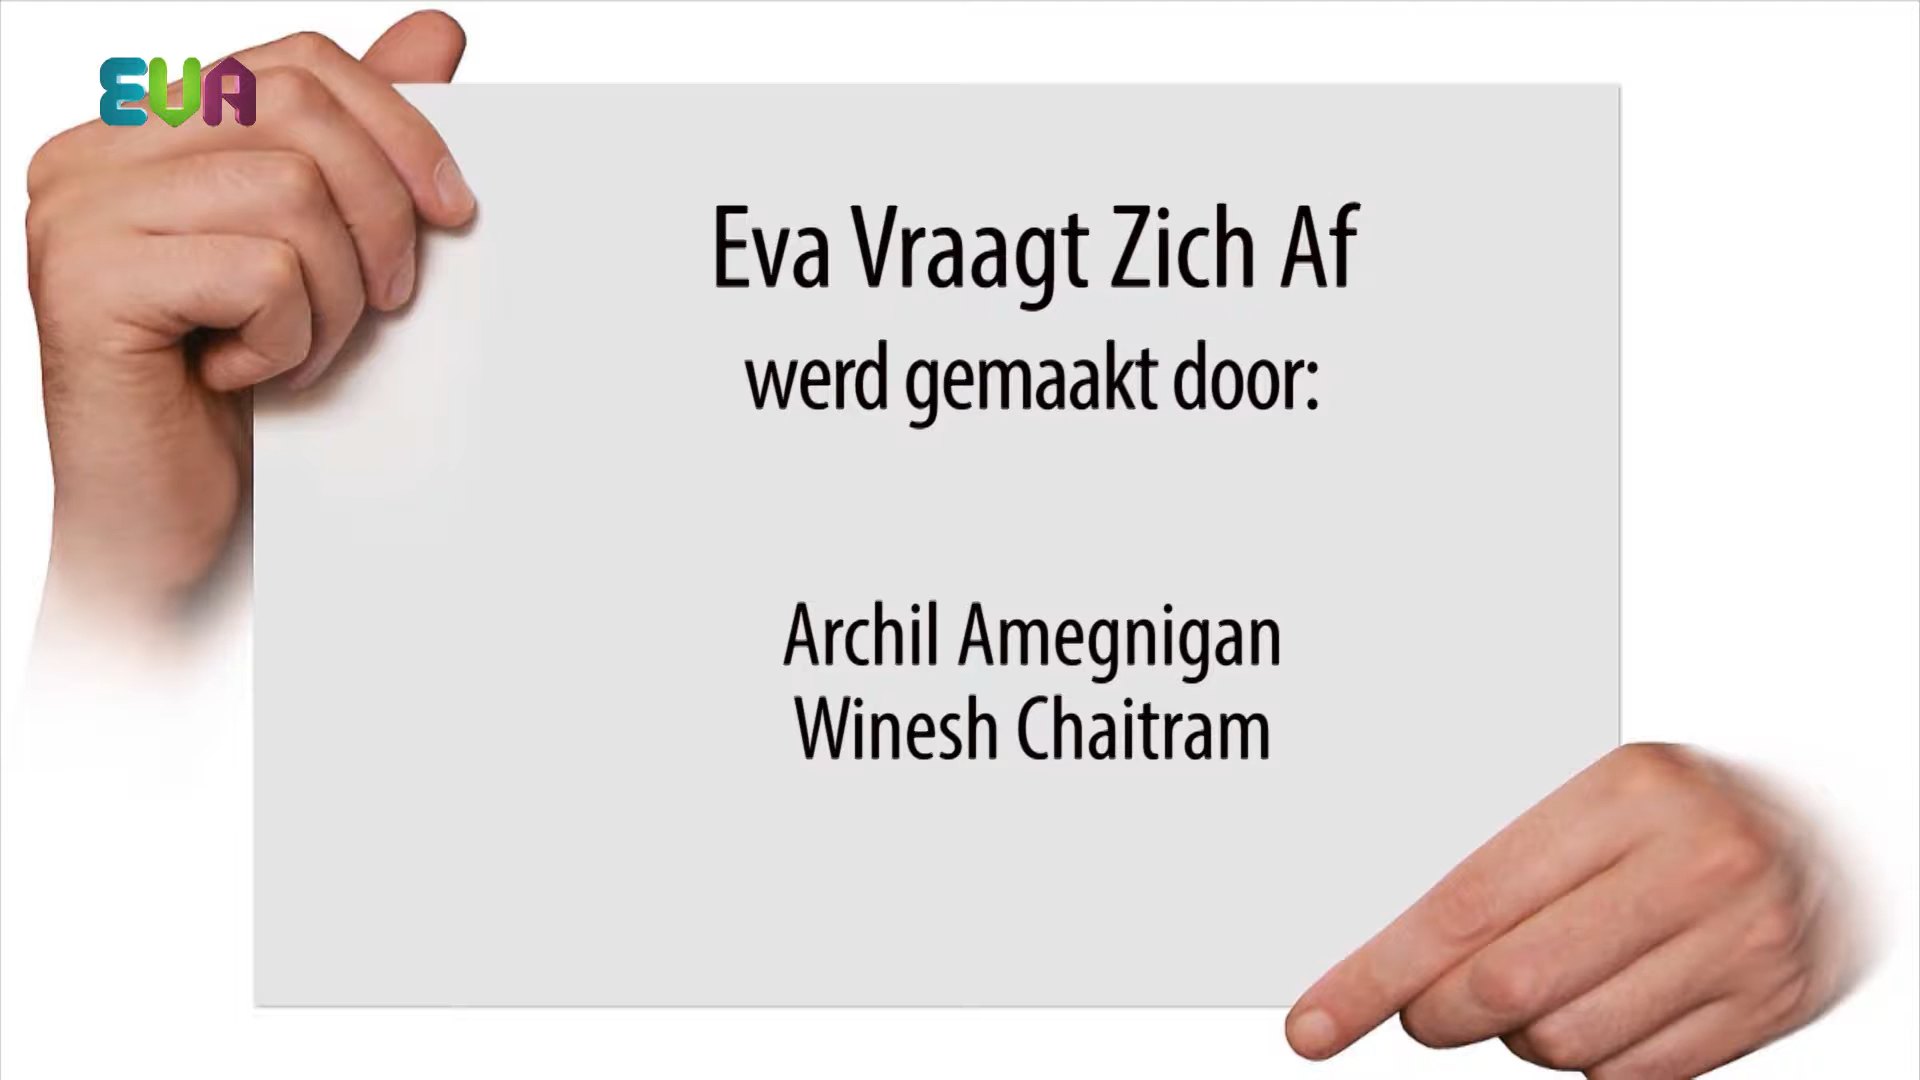 EVA
Eva Vraagt Zich Af
werd gemaakt door:
Archil Amegnigan
Winesh Chaitram